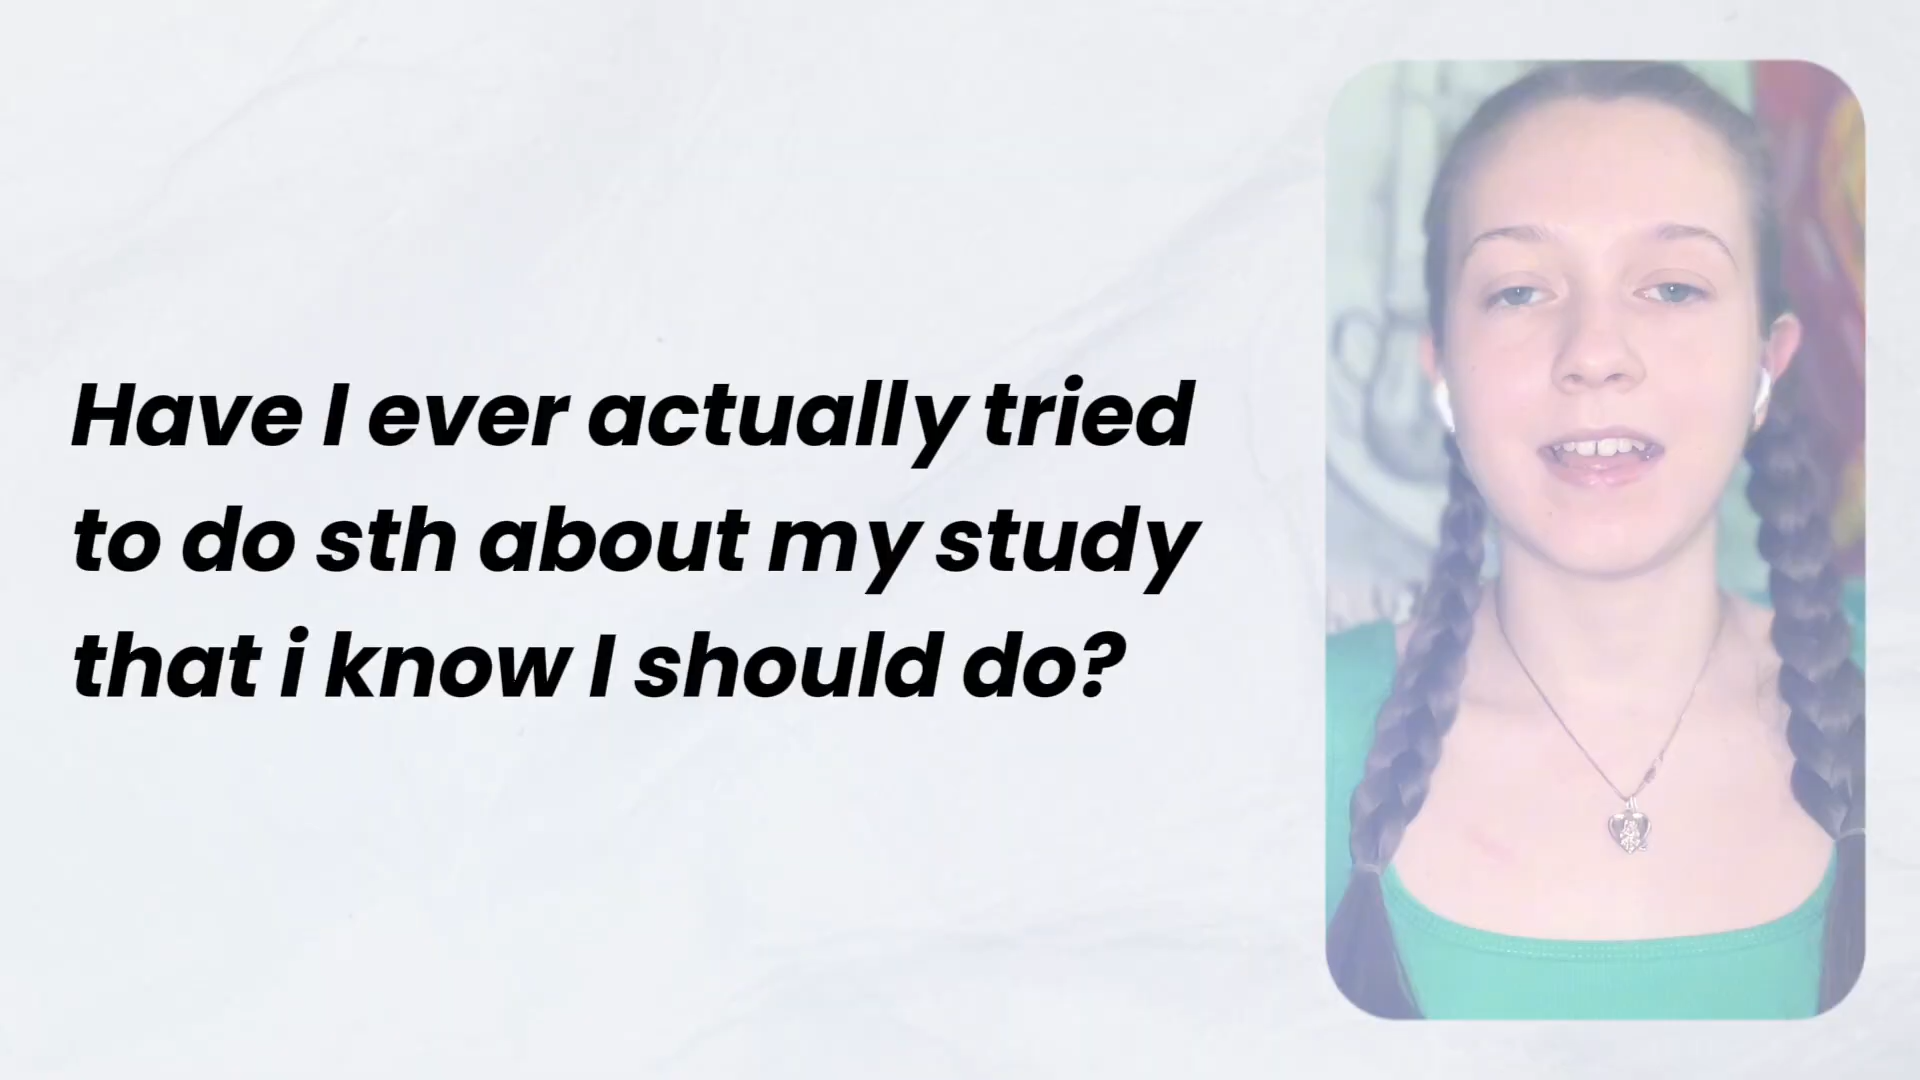 Have I ever actually tried
to do sth about my study
that i know I should do?